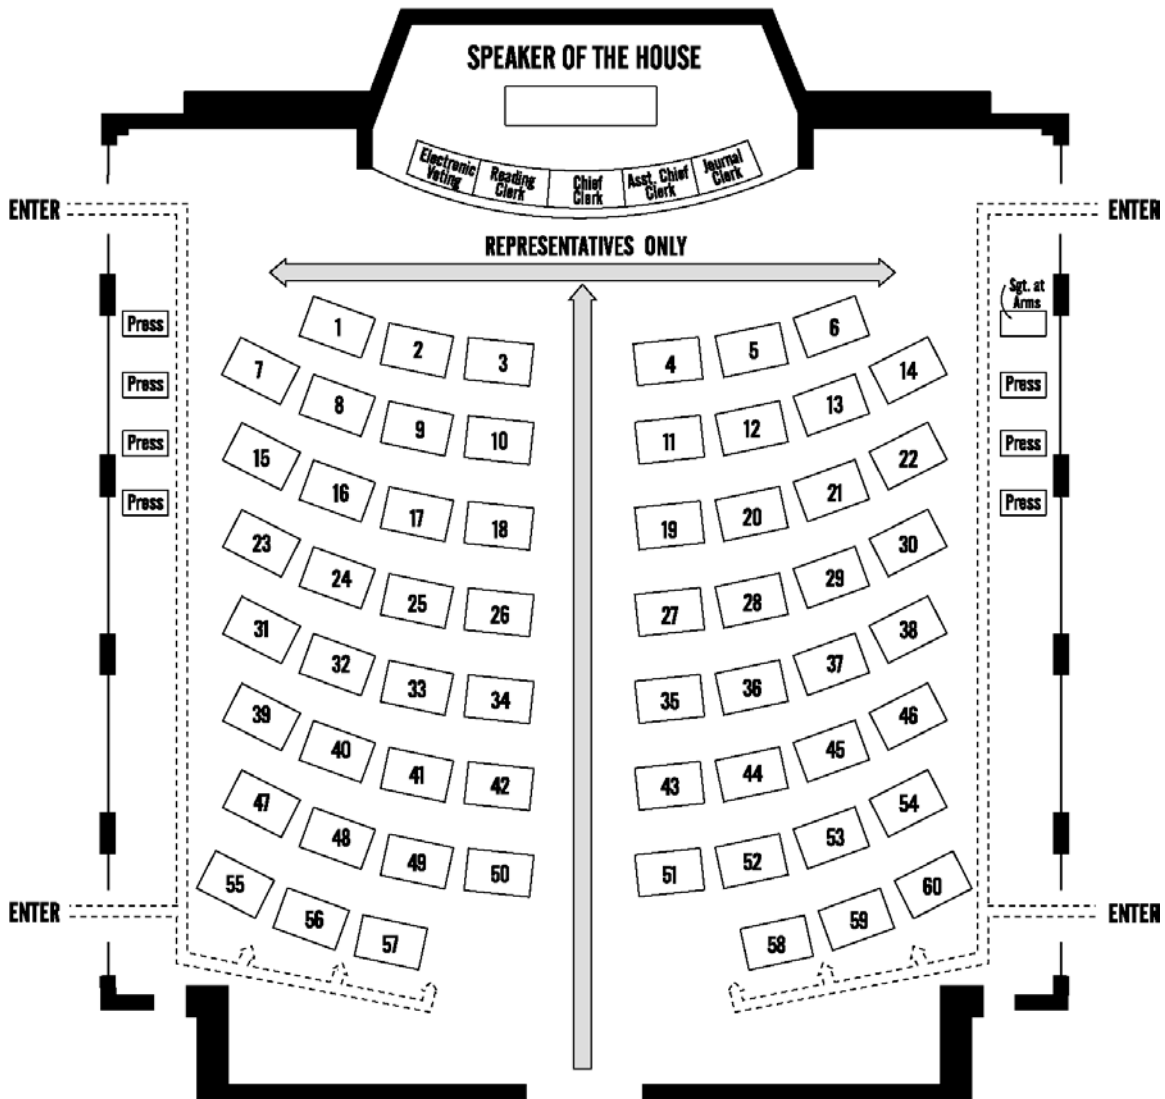 SPEAKER OF THE HOUSE
Electronic
Voting
Reading
Clerk
Chief
Clerk
Asst. Chief
Clerk
Journal
Clerk
ENTER
ENTER
REPRESENTATIVES ONLY
Sgt. at
Arms
Press
Press
Press
Press
Press
Press
Press
1 2 3 4 5 6
7 8 9 10 11 12 13 14
15 16 17 18 19 20 21 22
23 24 25 26 27 28 29 30
31 32 33 34 35 36 37 38
39 40 41 42 43 44 45 46
47 48 49 50 51 52 53 54
55 56 57 58 59 60
ENTER
ENTER